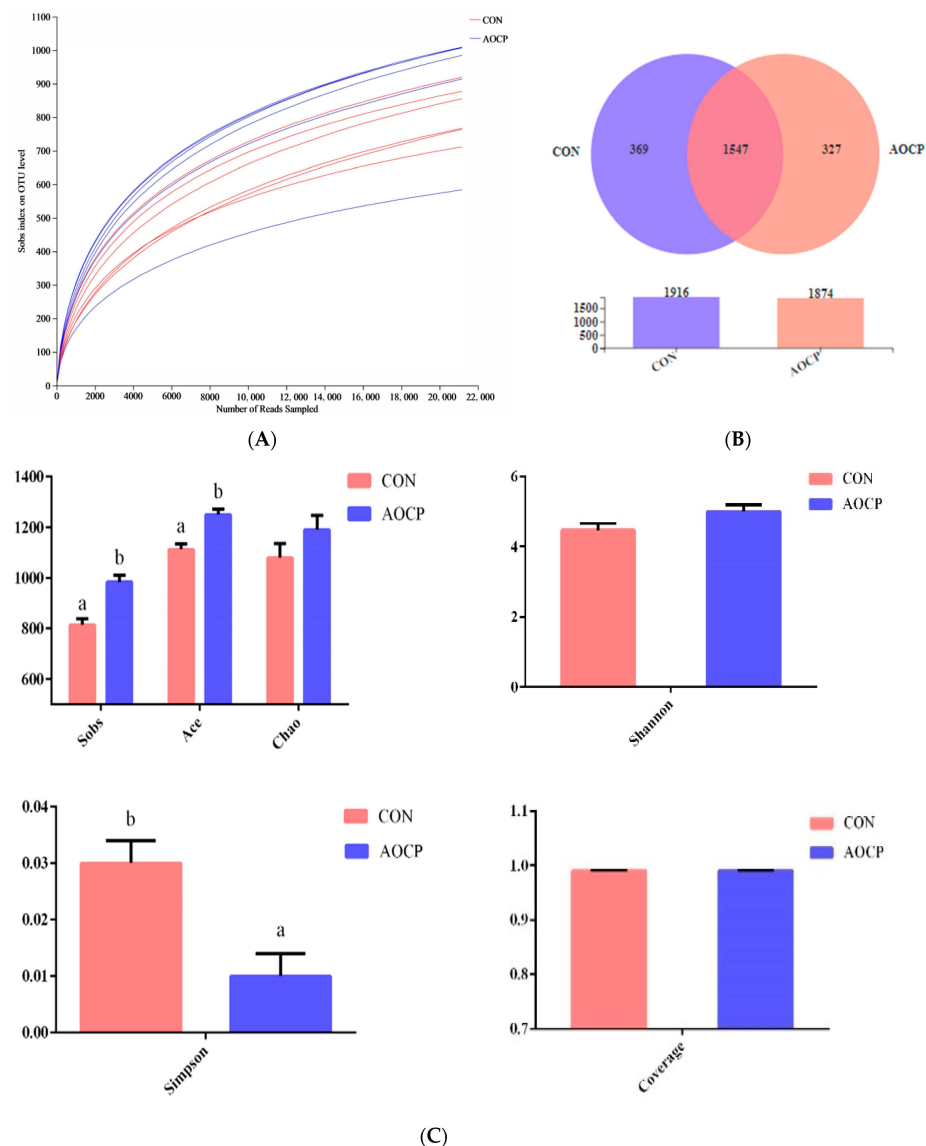 1100
1000
900
800
700
600
500
400
300
200
100
0
Sobs index on OTU level
0 2000 4000 6000 8000 10, 000 12, 000 14, 000 16, 000 18, 000 20, 000 22, 000
Number of Reads Sampled
CON
AOCP
(A)
CON 369 1547 327 AOCP
1916 1874
1500
1000
500
0
CON AOCP
(B)
1400
1200
1000
800
600
a b a b
CON
AOCP
Sobs Ace Chao
6
4
2
0
CON
AOCP
Shannon
0.04
0.03
0.02
0.01
0.00
b
a
CON
AOCP
Simpson
1.1
1.0
0.9
0.8
0.7
CON
AOCP
Coverage
(C)